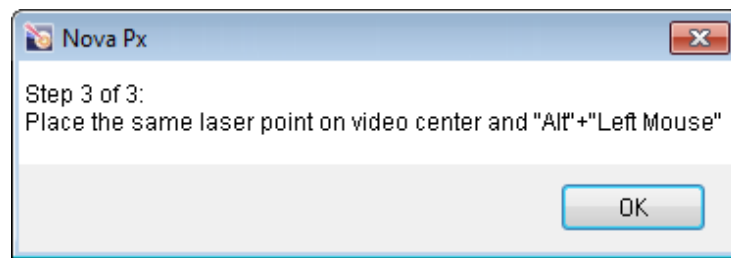 Nova Px
Step 3 of 3:
Place the same laser point on video center and "Alt"+"Left Mouse"
OK